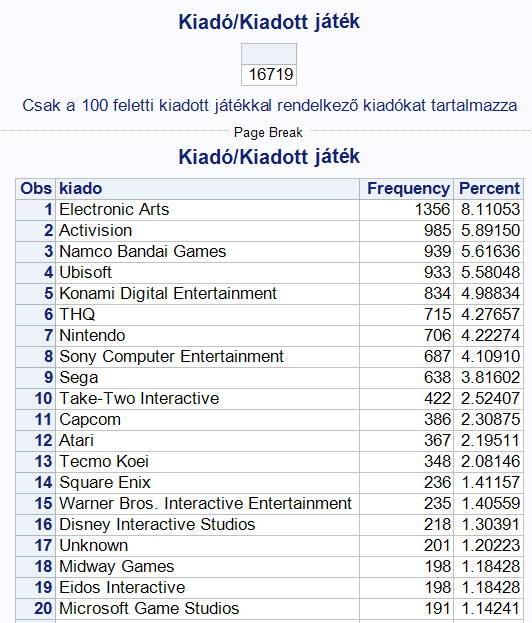 Kiadó/Kiadott játék
16719
Csak a 100 feletti kiadott játékkal rendelkező kiadókat tartalmazza
Page Break
Kiadó/Kiadott játék
Obs kiado Frequency Percent
1 Electronic Arts 1356 8.11053
2 Activision 985 5.89150
3 Namco Bandai Games 939 5.61636
4 Ubisoft 933 5.58048
5 Konami Digital Entertainment 834 4.98834
6 THQ 715 4.27657
7 Nintendo 706 4.22274
8 Sony Computer Entertainment 687 4.10910
9 Sega 638 3.81602
10 Take-Two Interactive 422 2.52407
11 Capcom 386 2.30875
12 Atari 367 2.19511
13 Tecmo Koei 348 2.08146
14 Square Enix 236 1.41157
15 Warner Bros. Interactive Entertainment 235 1.40559
16 Disney Interactive Studios 218 1.30391
17 Unknown 201 1.20223
18 Midway Games 198 1.18428
19 Eidos Interactive 198 1.18428
20 Microsoft Game Studios 191 1.14241